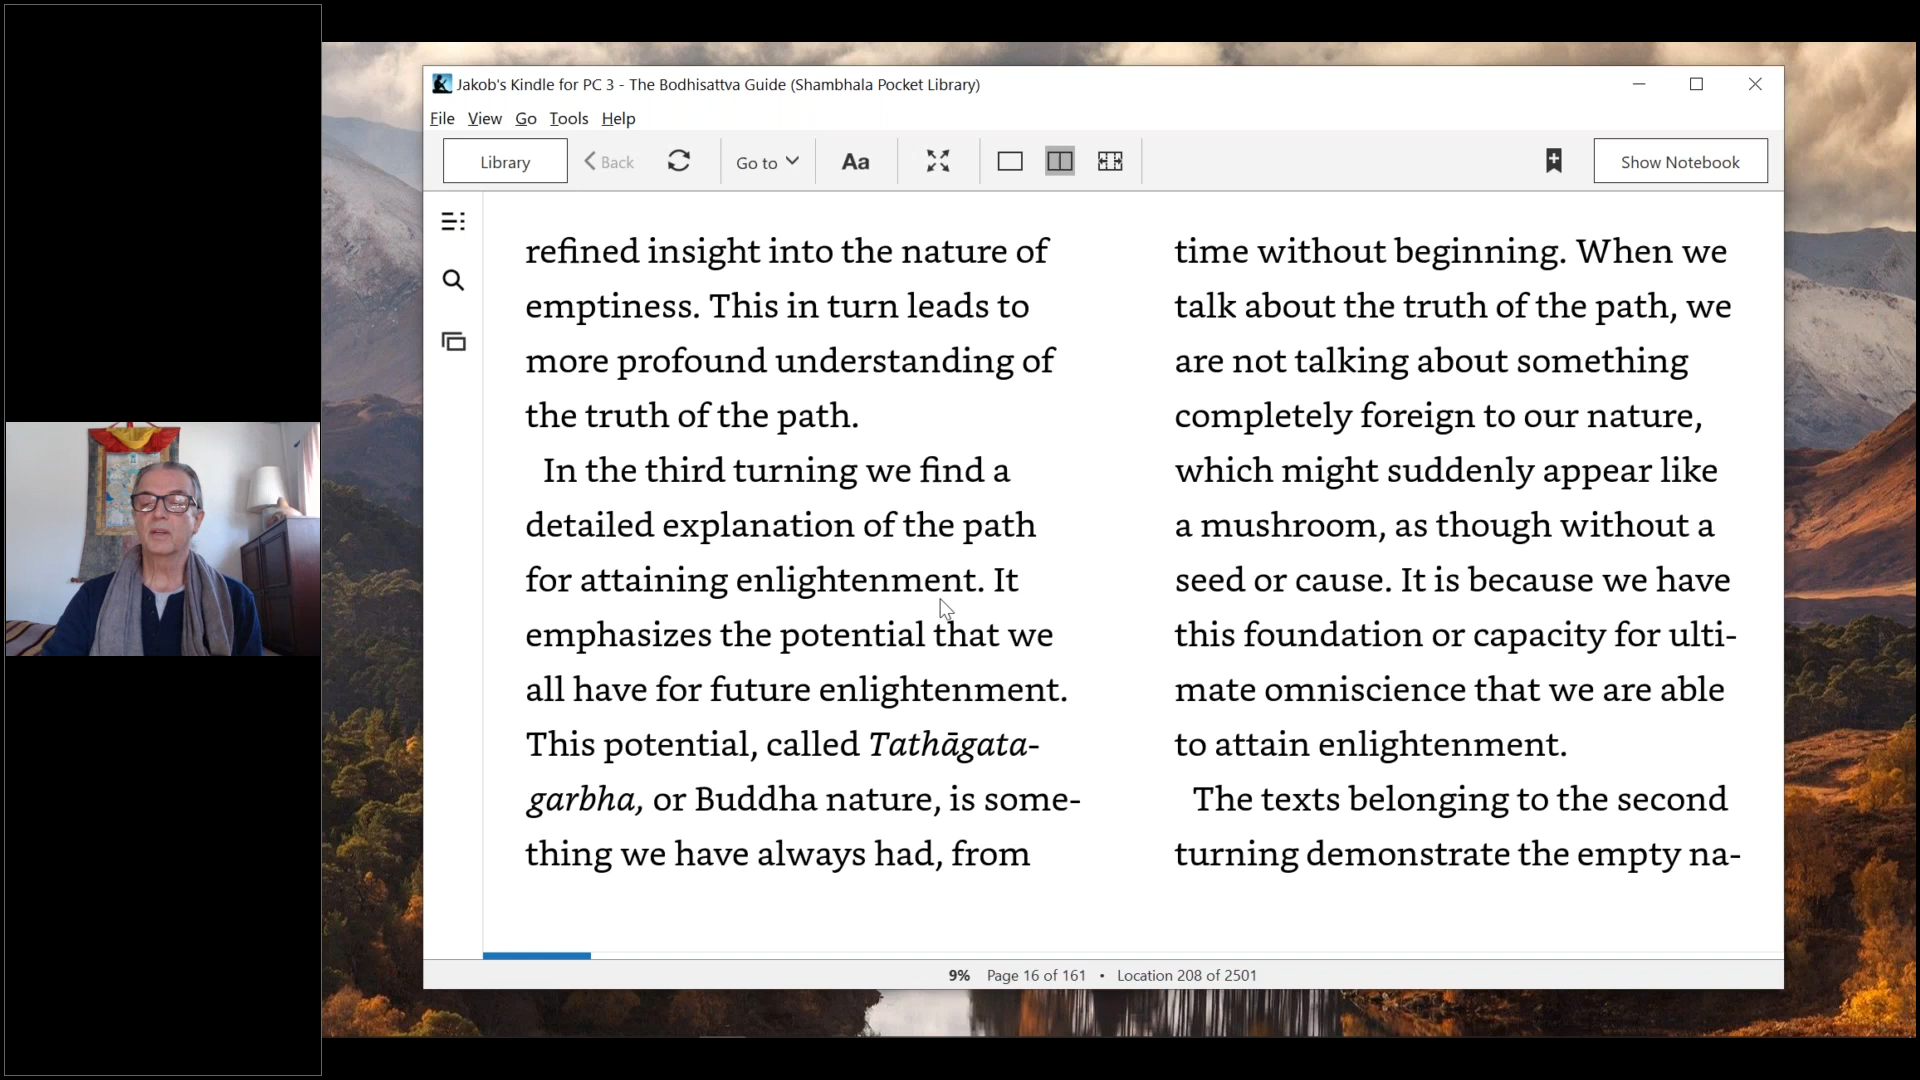 Jakob's Kindle for PC 3 - The Bodhisattva Guide (Shambhala Pocket Library)
File View Go Tools Help
Library Back Go to Aa Show Notebook
refined insight into the nature of
emptiness. This in turn leads to
more profound understanding of
the truth of the path.
In the third turning we find a
detailed explanation of the path
for attaining enlightenment. It
emphasizes the potential that we
all have for future enlightenment.
This potential, called Tathāgata-
garbha, or Buddha nature, is some-
thing we have always had, from
time without beginning. When we
talk about the truth of the path, we
are not talking about something
completely foreign to our nature,
which might suddenly appear like
a mushroom, as though without a
seed or cause. It is because we have
this foundation or capacity for ulti-
mate omniscience that we are able
to attain enlightenment.
The texts belonging to the second
turning demonstrate the empty na-
9% Page 16 of 161 • Location 208 of 2501